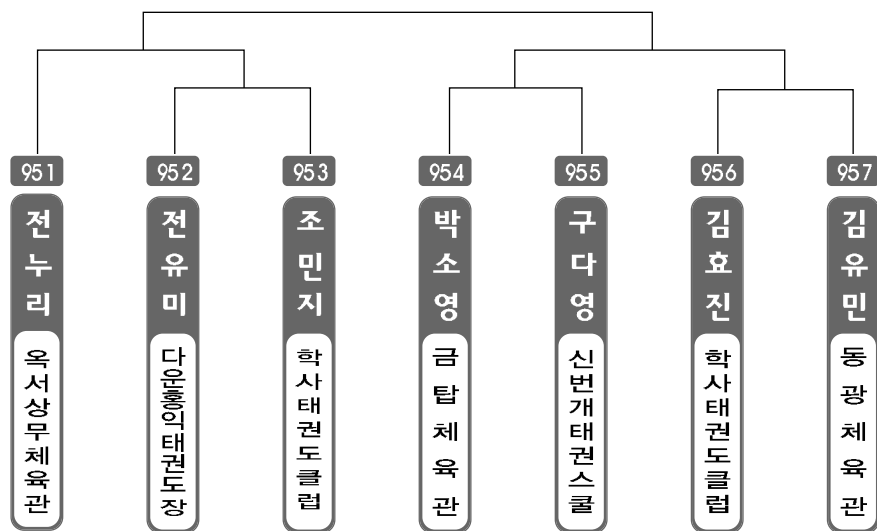 951
전누리
옥서상무체육관
952
전유미
다운홍익태권도장
953
조민지
학사태권도클럽
954
박소영
금탑체육관
955
구다영
신번개태권스쿨
956
김효진
학사태권도클럽
957
김유민
동광체육관